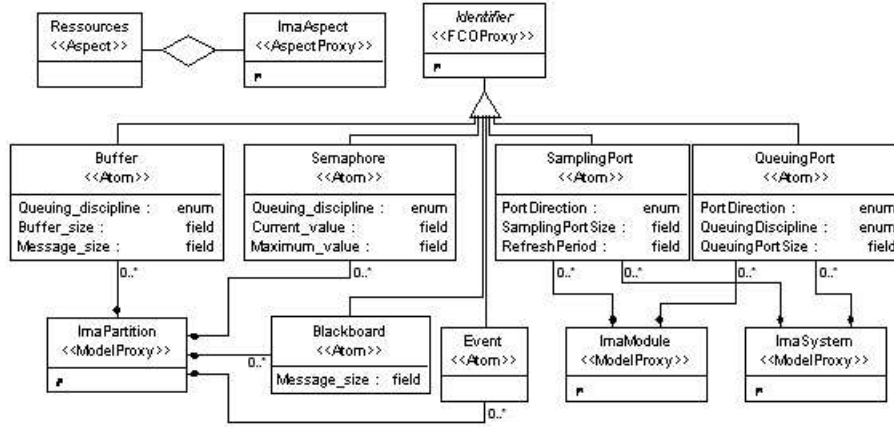 Ressources
<<Aspect>>
ImaAspect
<<AspectProxy>>
Identifier
<<FCOProxy>>
Buffer
<<Atom>>
Queuing_discipline : enum
Buffer_size : field
Message_size : field
Semaphore
<<Atom>>
Queuing_discipline : enum
Current_value : field
Maximum_value : field
SamplingPort
<<Atom>>
PortDirection : enum
SamplingPortSize : field
RefreshPeriod : field
QueuingPort
<<Atom>>
PortDirection : enum
QueuingDiscipline : enum
QueuingPortSize : field
0..*
0..*
0..*
0..*
0..*
0..*
ImaPartition
<<ModelProxy>>
Blackboard
<<Atom>>
Message_size : field
0..*
Event
<<Atom>>
0..*
ImaModule
<<ModelProxy>>
ImaSystem
<<ModelProxy>>